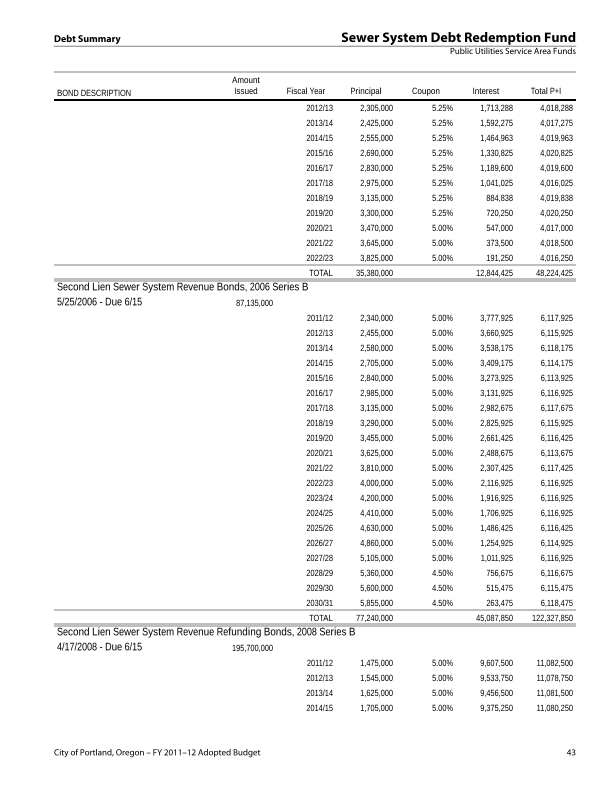 Debt Summary Sewer System Debt Redemption Fund
Public Utilities Service Area Funds
Amount
BOND DESCRIPTION Issued Fiscal Year Principal Coupon Interest Total P+I
2012/13 2,305,000 5.25% 1,713,288 4,018,288
2013/14 2,425,000 5.25% 1,592,275 4,017,275
2014/15 2,555,000 5.25% 1,464,963 4,019,963
2015/16 2,690,000 5.25% 1,330,825 4,020,825
2016/17 2,830,000 5.25% 1,189,600 4,019,600
2017/18 2,975,000 5.25% 1,041,025 4,016,025
2018/19 3,135,000 5.25% 884,838 4,019,838
2019/20 3,300,000 5.25% 720,250 4,020,250
2020/21 3,470,000 5.00% 547,000 4,017,000
2021/22 3,645,000 5.00% 373,500 4,018,500
2022/23 3,825,000 5.00% 191,250 4,016,250
TOTAL 35,380,000 12,844,425 48,224,425
Second Lien Sewer System Revenue Bonds, 2006 Series B
5/25/2006 - Due 6/15 87,135,000
2011/12 2,340,000 5.00% 3,777,925 6,117,925
2012/13 2,455,000 5.00% 3,660,925 6,115,925
2013/14 2,580,000 5.00% 3,538,175 6,118,175
2014/15 2,705,000 5.00% 3,409,175 6,114,175
2015/16 2,840,000 5.00% 3,273,925 6,113,925
2016/17 2,985,000 5.00% 3,131,925 6,116,925
2017/18 3,135,000 5.00% 2,982,675 6,117,675
2018/19 3,290,000 5.00% 2,825,925 6,115,925
2019/20 3,455,000 5.00% 2,661,425 6,116,425
2020/21 3,625,000 5.00% 2,488,675 6,113,675
2021/22 3,810,000 5.00% 2,307,425 6,117,425
2022/23 4,000,000 5.00% 2,116,925 6,116,925
2023/24 4,200,000 5.00% 1,916,925 6,116,925
2024/25 4,410,000 5.00% 1,706,925 6,116,925
2025/26 4,630,000 5.00% 1,486,425 6,116,425
2026/27 4,860,000 5.00% 1,254,925 6,114,925
2027/28 5,105,000 5.00% 1,011,925 6,116,925
2028/29 5,360,000 4.50% 756,675 6,116,675
2029/30 5,600,000 4.50% 515,475 6,115,475
2030/31 5,855,000 4.50% 263,475 6,118,475
TOTAL 77,240,000 45,087,850 122,327,850
Second Lien Sewer System Revenue Refunding Bonds, 2008 Series B
4/17/2008 - Due 6/15 195,700,000
2011/12 1,475,000 5.00% 9,607,500 11,082,500
2012/13 1,545,000 5.00% 9,533,750 11,078,750
2013/14 1,625,000 5.00% 9,456,500 11,081,500
2014/15 1,705,000 5.00% 9,375,250 11,080,250
City of Portland, Oregon – FY 2011–12 Adopted Budget 43